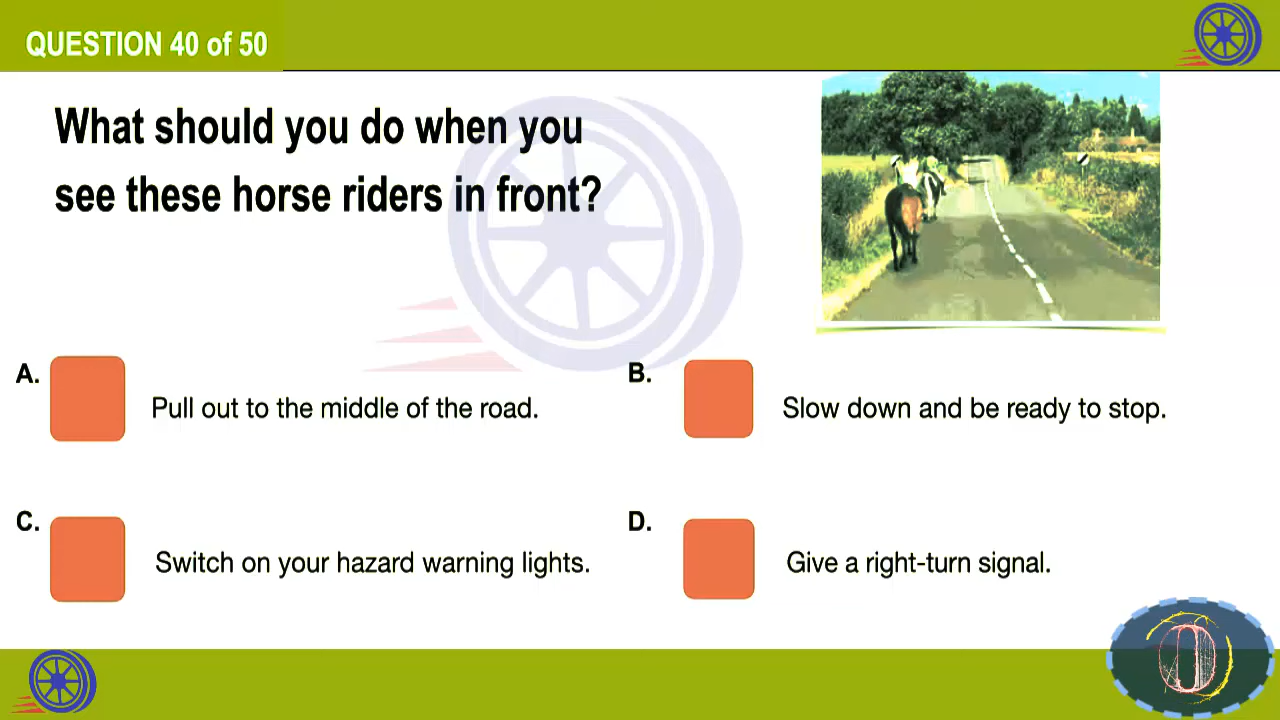 QUESTION 40 of 50
What should you do when you
see these horse riders in front?
A.
Pull out to the middle of the road.
B.
Slow down and be ready to stop.
C.
Switch on your hazard warning lights.
D.
Give a right-turn signal.